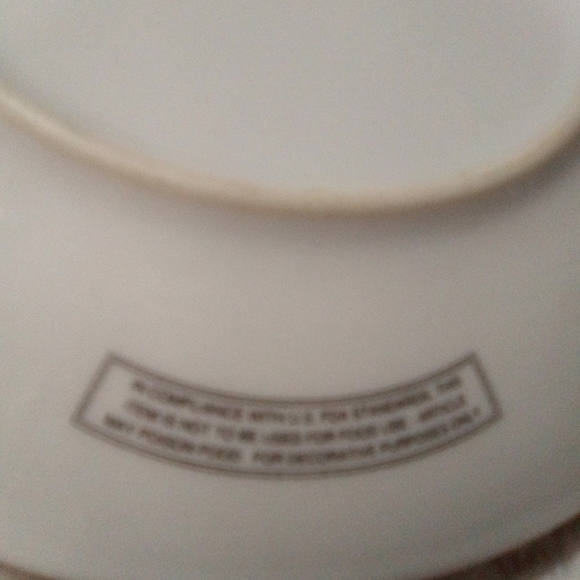 IN COMPLIANCE WITH U.S. FDA STANDARDS, THIS
ITEM IS NOT TO BE USED FOR FOOD USE. ARTICLE
MAY POISON FOOD. FOR DECORATIVE PURPOSES ONLY